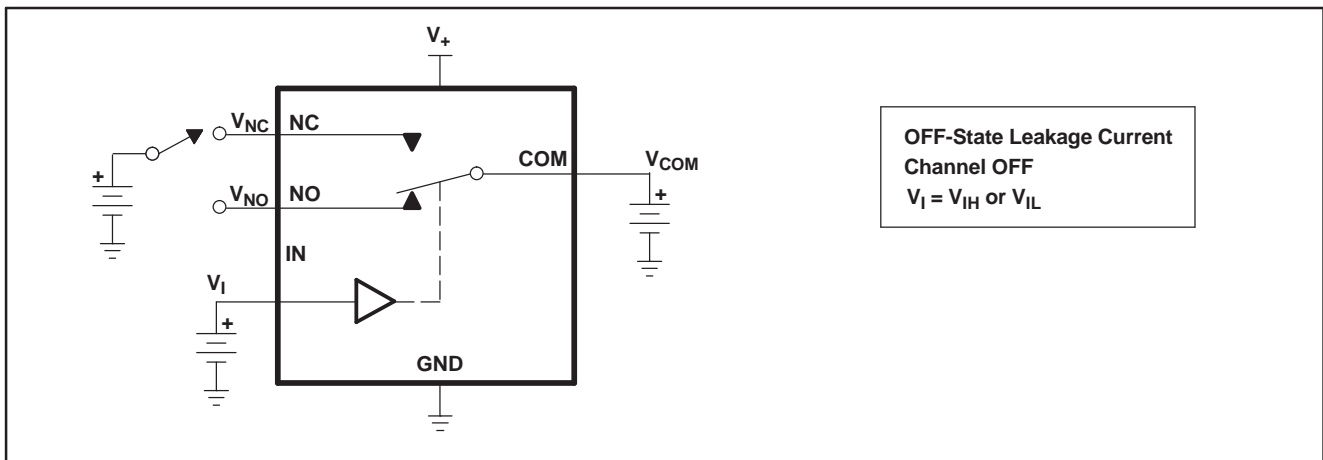 V+
VNC NC
COM VCOM
+
+
VNO NO
IN
VI
+
GND
OFF-State Leakage Current
Channel OFF
VI = VIH or VIL